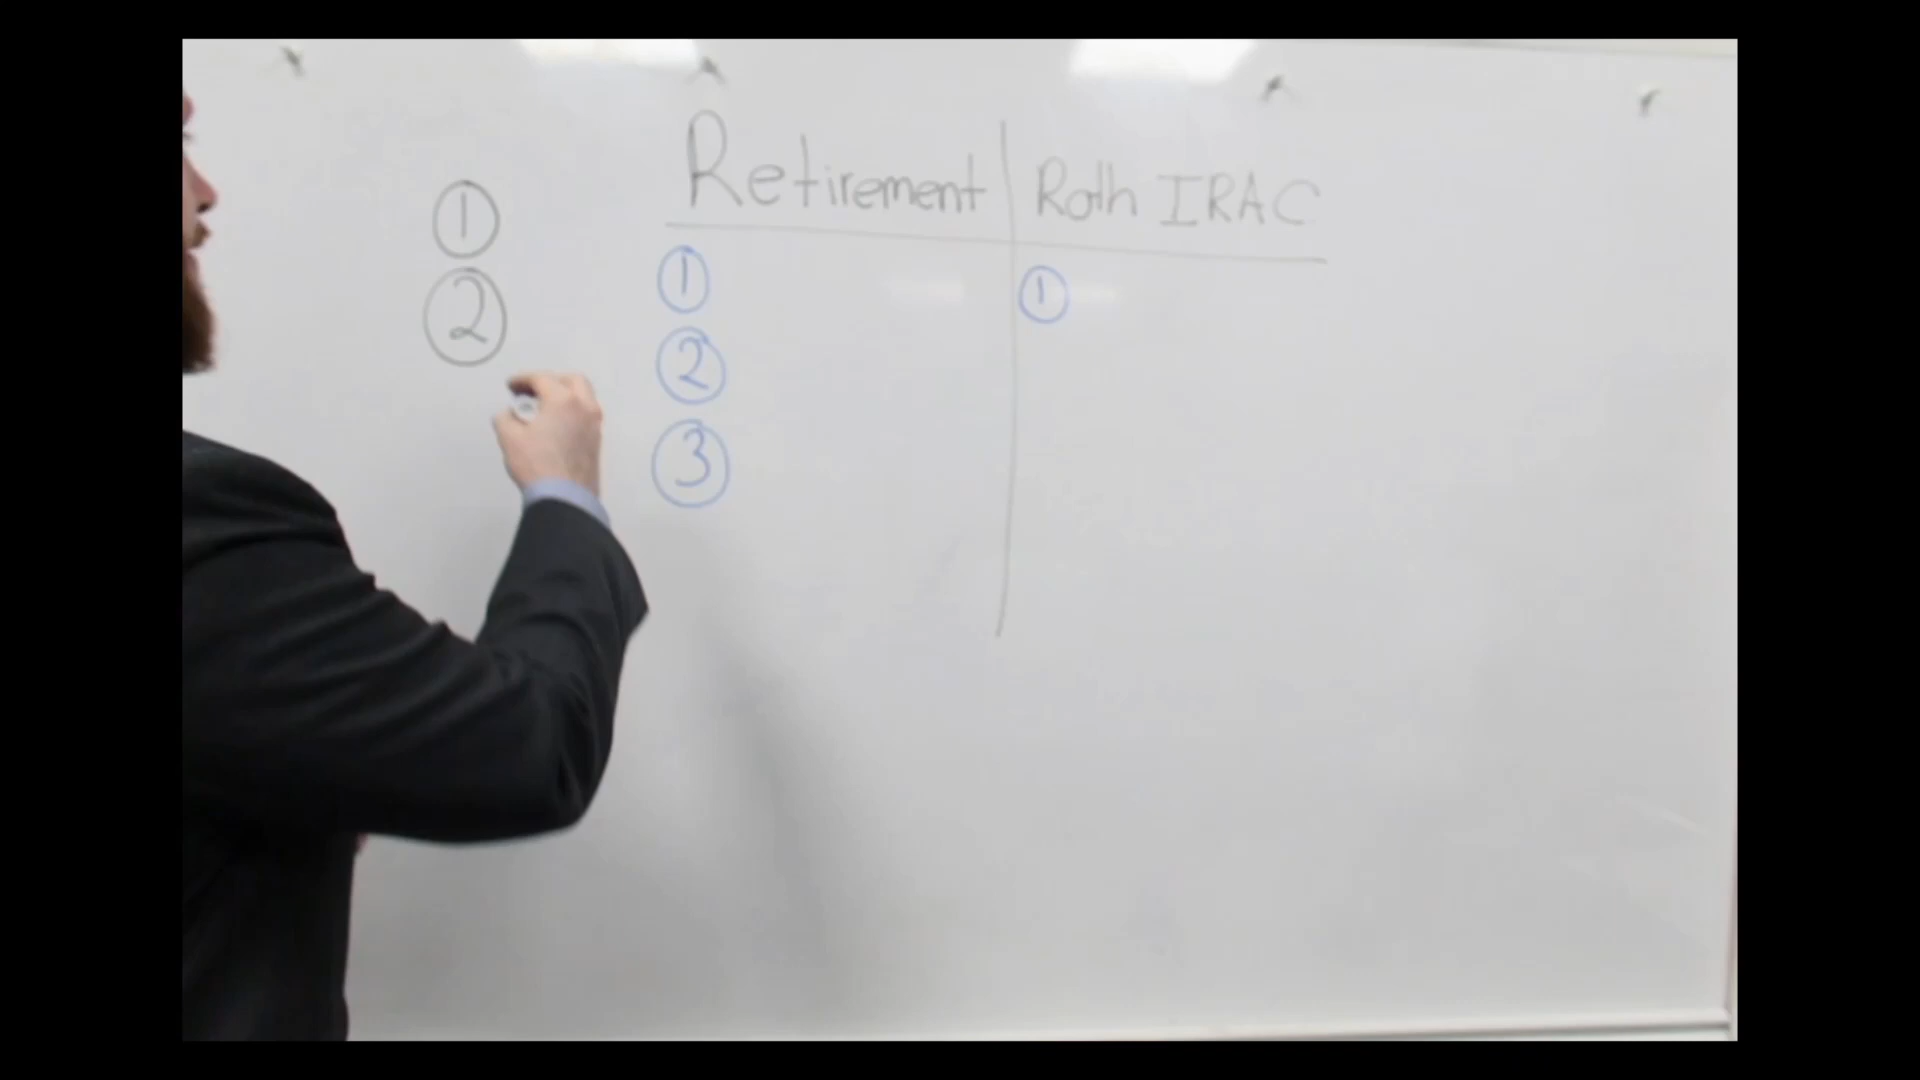 Retirement Roth IRAC
① ① ①
② ②
③